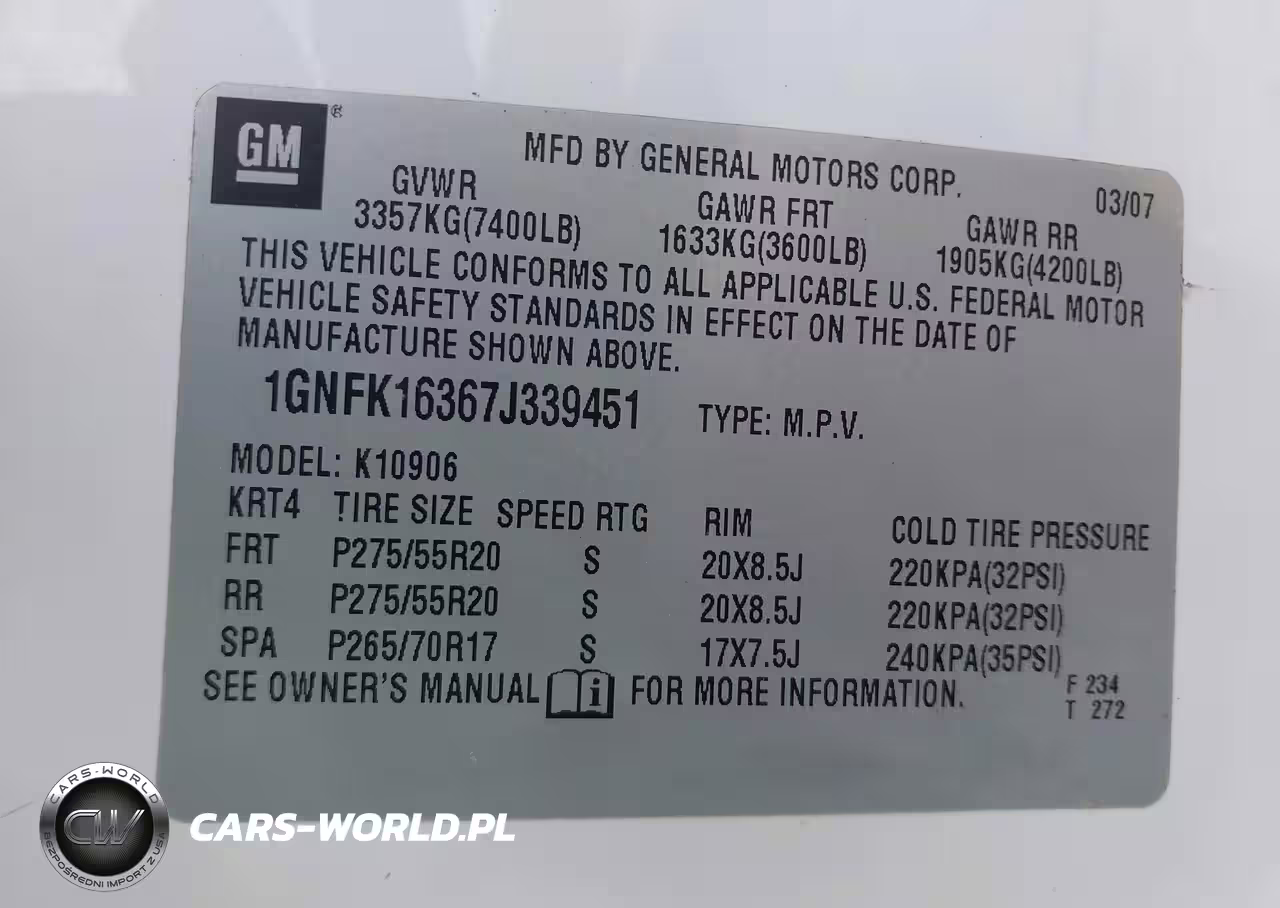 GM ®
MFD BY GENERAL MOTORS CORP. 03/07
GVWR GAWR FRT GAWR RR
3357KG(7400LB) 1633KG(3600LB) 1905KG(4200LB)
THIS VEHICLE CONFORMS TO ALL APPLICABLE U.S. FEDERAL MOTOR
VEHICLE SAFETY STANDARDS IN EFFECT ON THE DATE OF
MANUFACTURE SHOWN ABOVE.
1GNFK16367J339451 TYPE: M.P.V.
MODEL: K10906
KRT4 TIRE SIZE SPEED RTG RIM COLD TIRE PRESSURE
FRT P275/55R20 S 20X8.5J 220KPA(32PSI)
RR P275/55R20 S 20X8.5J 220KPA(32PSI)
SPA P265/70R17 S 17X7.5J 240KPA(35PSI)
SEE OWNER'S MANUAL i FOR MORE INFORMATION.
F 234
T 272
CARS-WORLD
CW
BEZPOŚREDNI IMPORT Z USA
CARS-WORLD.PL